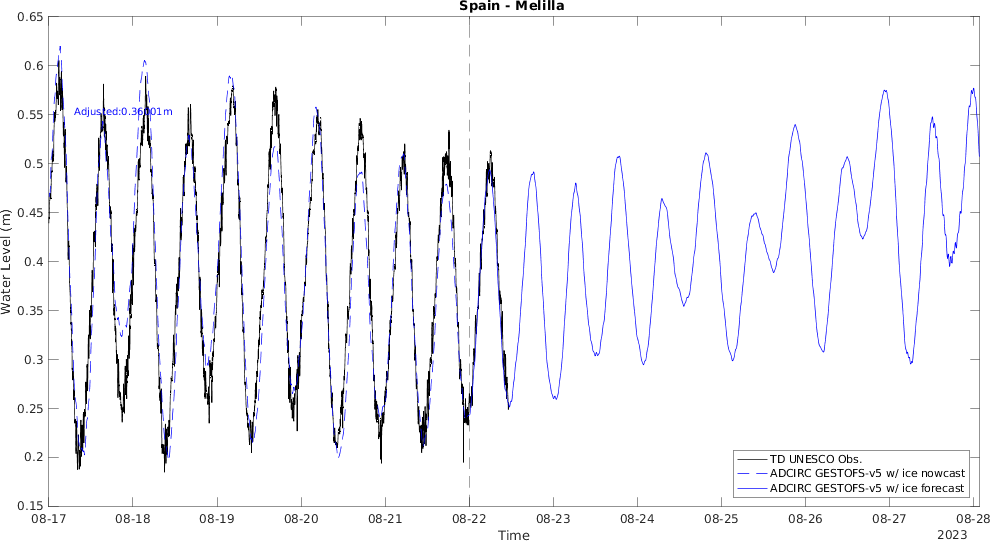 Spain - Melilla
0.65
0.6
0.55
0.5
0.45
0.4
0.35
0.3
0.25
0.2
0.15
Water Level (m)
Adjusted:0.36001m
TD UNESCO Obs.
ADCIRC GESTOFS-v5 w/ ice nowcast
ADCIRC GESTOFS-v5 w/ ice forecast
08-17 08-18 08-19 08-20 08-21 08-22 08-23 08-24 08-25 08-26 08-27 08-28
Time
2023